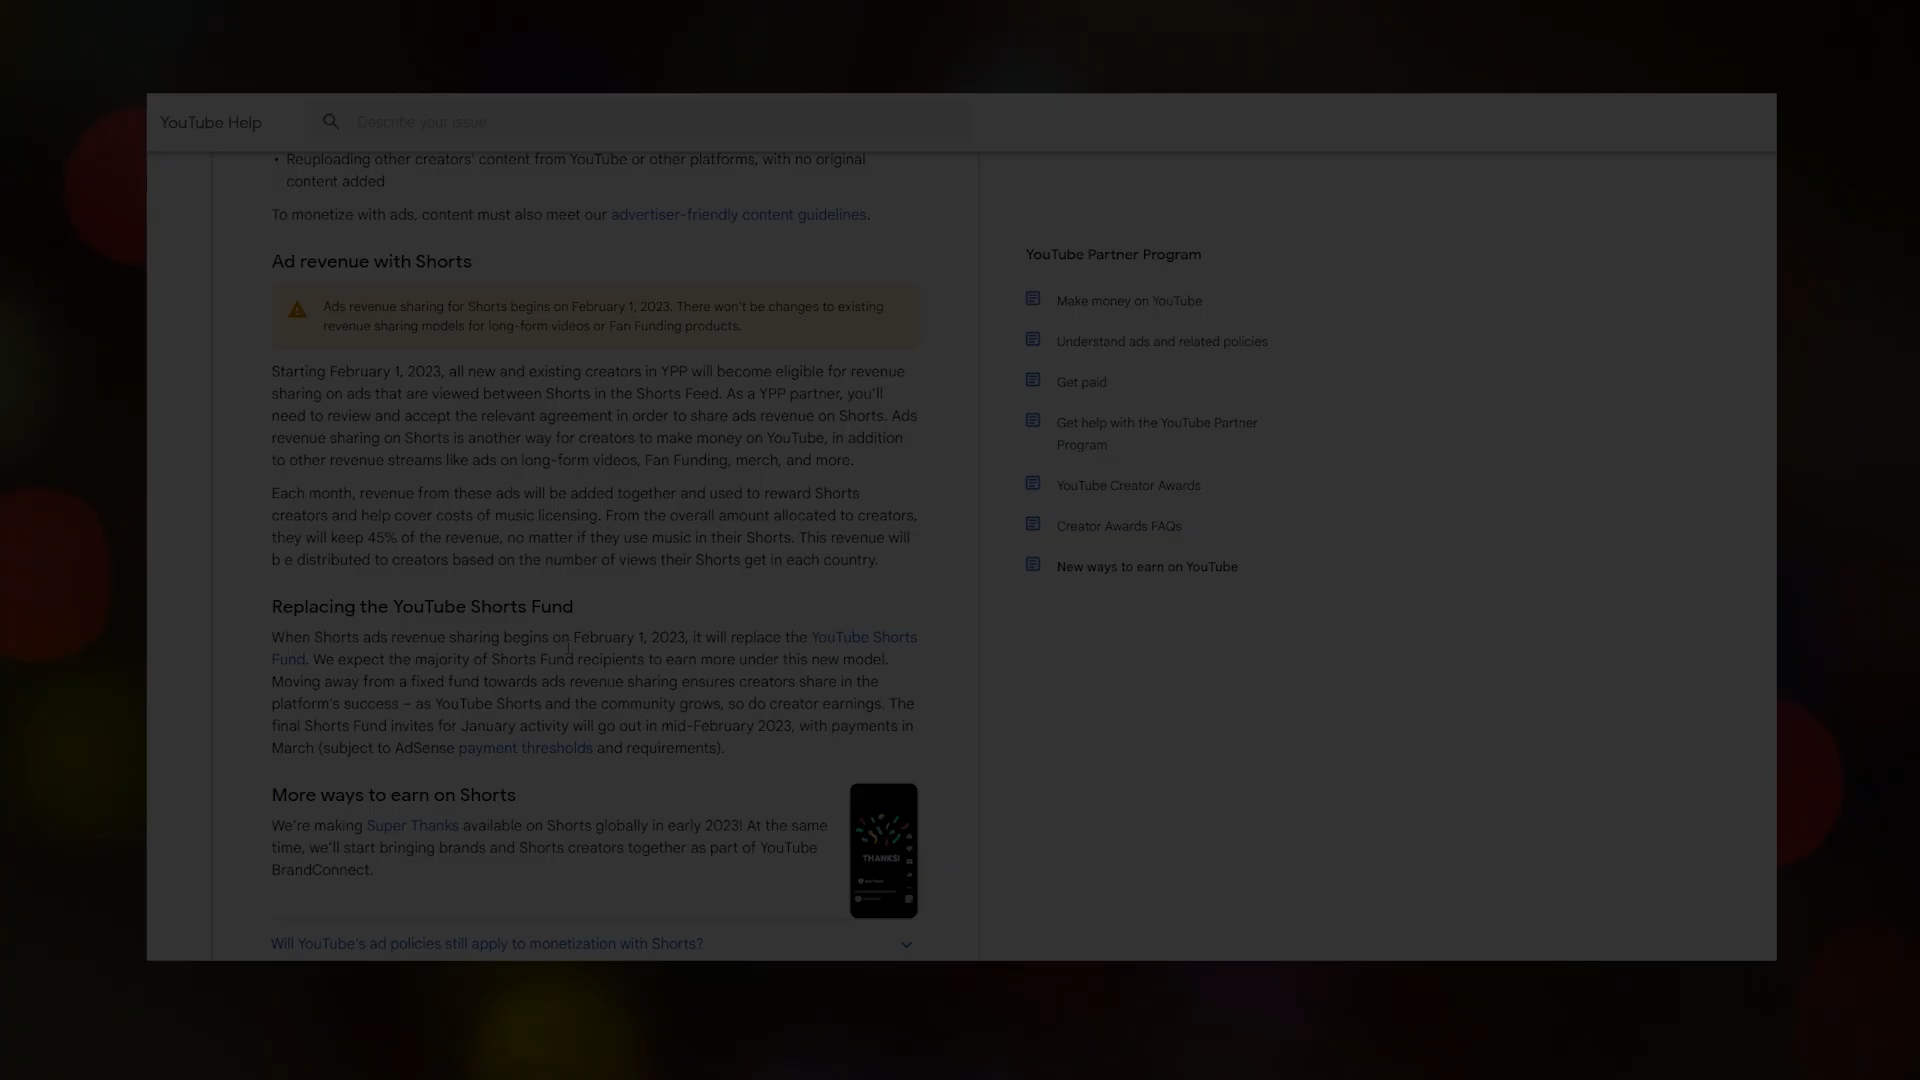 YouTube Help
Describe your issue
• Reuploading other creators' content from YouTube or other platforms, with no original
content added
To monetize with ads, content must also meet our advertiser-friendly content guidelines.
Ad revenue with Shorts
Ads revenue sharing for Shorts begins on February 1, 2023. There won't be changes to existing
revenue sharing models for long-form videos or Fan Funding products.
Starting February 1, 2023, all new and existing creators in YPP will become eligible for revenue
sharing on ads that are viewed between Shorts in the Shorts Feed. As a YPP partner, you'll
need to review and accept the relevant agreement in order to share ads revenue on Shorts. Ads
revenue sharing on Shorts is another way for creators to make money on YouTube, in addition
to other revenue streams like ads on long-form videos, Fan Funding, merch, and more.
Each month, revenue from these ads will be added together and used to reward Shorts
creators and help cover costs of music licensing. From the overall amount allocated to creators,
they will keep 45% of the revenue, no matter if they use music in their Shorts. This revenue will
b e distributed to creators based on the number of views their Shorts get in each country.
Replacing the YouTube Shorts Fund
When Shorts ads revenue sharing begins on February 1, 2023, it will replace the YouTube Shorts
Fund. We expect the majority of Shorts Fund recipients to earn more under this new model.
Moving away from a fixed fund towards ads revenue sharing ensures creators share in the
platform's success – as YouTube Shorts and the community grows, so do creator earnings. The
final Shorts Fund invites for January activity will go out in mid-February 2023, with payments in
March (subject to AdSense payment thresholds and requirements).
More ways to earn on Shorts
We're making Super Thanks available on Shorts globally in early 2023! At the same
time, we'll start bringing brands and Shorts creators together as part of YouTube
BrandConnect.
THANKS!
Will YouTube's ad policies still apply to monetization with Shorts?
YouTube Partner Program
Make money on YouTube
Understand ads and related policies
Get paid
Get help with the YouTube Partner
Program
YouTube Creator Awards
Creator Awards FAQs
New ways to earn on YouTube